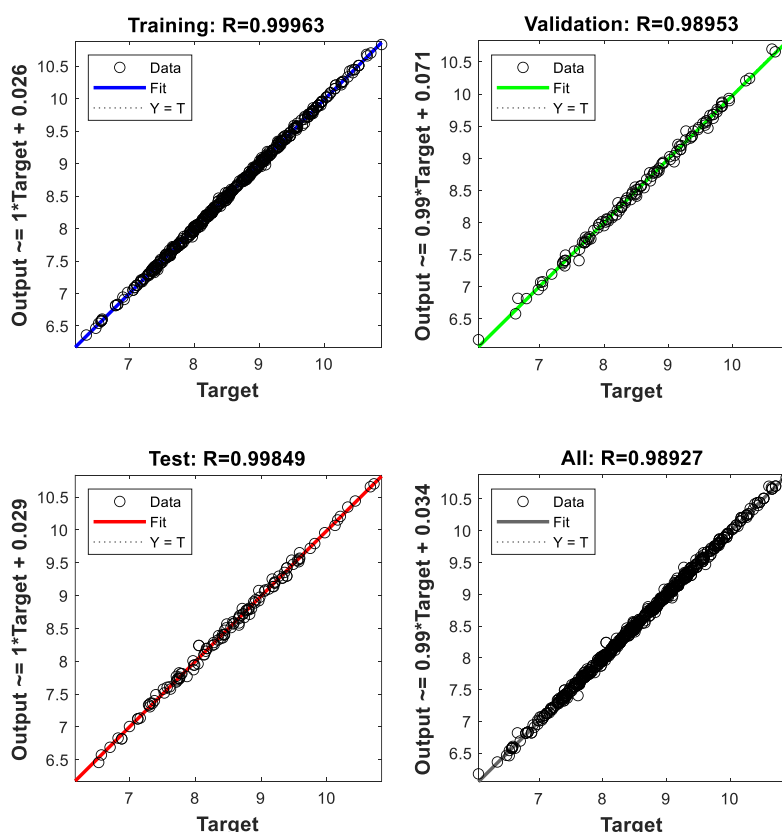 Training: R=0.99963
Output ~= 1*Target + 0.026
10.5
10
9.5
9
8.5
8
7.5
7
6.5
Data
Fit
Y = T
7
8
9
10
Target
Validation: R=0.98953
Output ~= 0.99*Target + 0.071
10.5
10
9.5
9
8.5
8
7.5
7
6.5
Data
Fit
Y = T
7
8
9
10
Target
Test: R=0.99849
Output ~= 1*Target + 0.029
10.5
10
9.5
9
8.5
8
7.5
7
6.5
Data
Fit
Y = T
7
8
9
10
Target
All: R=0.98927
Output ~= 0.99*Target + 0.034
10.5
10
9.5
9
8.5
8
7.5
7
6.5
Data
Fit
Y = T
7
8
9
10
Target